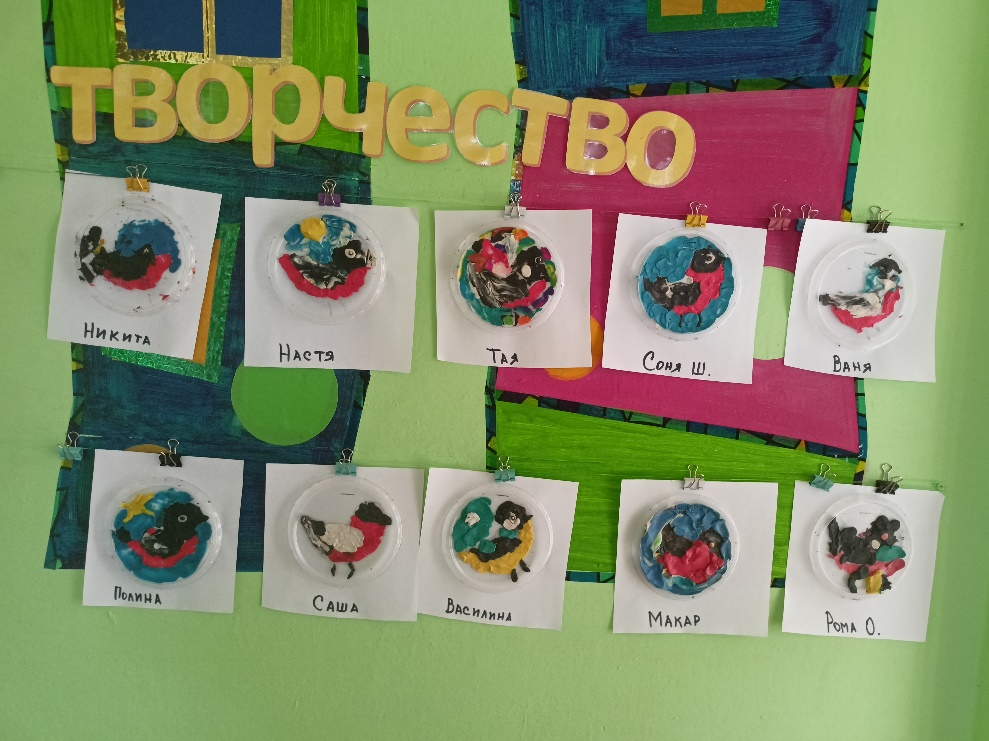 творчество
Никита
Настя
Тая
Соня Ш.
Ваня
Полина
Саша
Василина
Макар
Рома О.